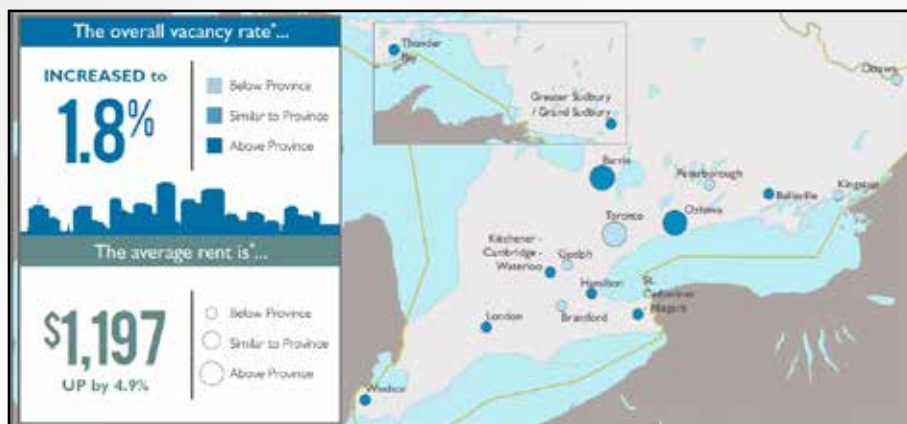 The overall vacancy rate*...
INCREASED to
1.8%
Below Province
Similar to Province
Above Province
The average rent is*...
$1,197
UP by 4.9%
Below Province
Similar to Province
Above Province
Thunder
Bay
Greater Sudbury
/ Grand Sudbury
Ottawa
Barrie
Peterborough
Belleville
Kingston
Toronto
Oshawa
Kitchener -
Cambridge -
Waterloo
Guelph
Hamilton
St.
Catharines
Niagara
Brantford
London
Windsor